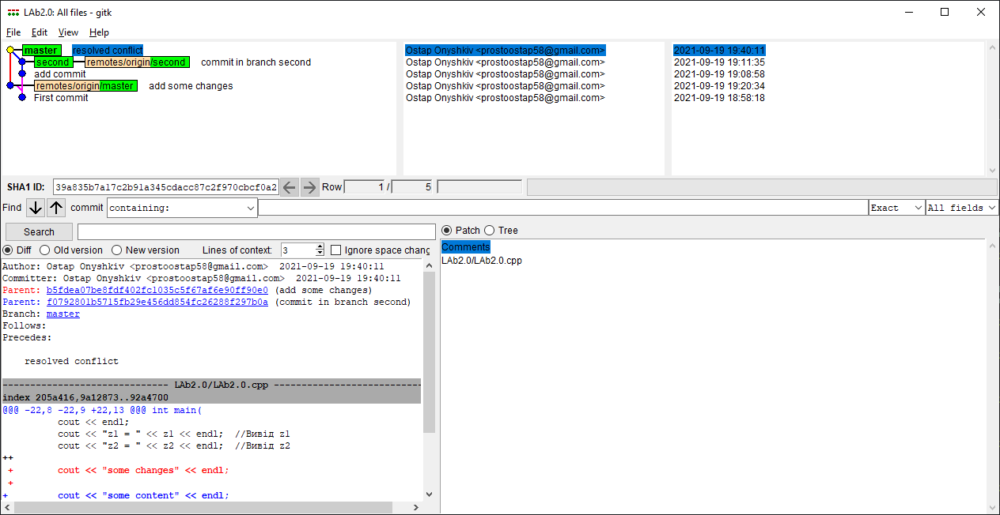 LAb2.0: All files - gitk
File Edit View Help
master resolved conflict Ostap Onyshkiv <prostoostap58@gmail.com> 2021-09-19 19:40:11
second remotes/origin/second commit in branch second Ostap Onyshkiv <prostoostap58@gmail.com> 2021-09-19 19:11:35
add commit Ostap Onyshkiv <prostoostap58@gmail.com> 2021-09-19 19:08:58
remotes/origin/master add some changes Ostap Onyshkiv <prostoostap58@gmail.com> 2021-09-19 19:20:34
First commit Ostap Onyshkiv <prostoostap58@gmail.com> 2021-09-19 18:58:18
SHA1 ID: 39a835b7a17c2b91a345cdacc87c2f970cbcf0a2 Row 1 / 5
Find commit containing: Exact All fields
Search Patch Tree
Diff Old version New version Lines of context: 3 Ignore space chang
Comments
LAb2.0/LAb2.0.cpp
Author: Ostap Onyshkiv <prostoostap58@gmail.com> 2021-09-19 19:40:11
Committer: Ostap Onyshkiv <prostoostap58@gmail.com> 2021-09-19 19:40:11
Parent: b5fdea07be8fdf402fc1035c5f67af6e90ff90e0 (add some changes)
Parent: f0792801b5715fb29e456dd854fc26288f297b0a (commit in branch second)
Branch: master
Follows:
Precedes:
resolved conflict
------------------------------ LAb2.0/LAb2.0.cpp ---------------------------
index 205a416,9a12873..92a4700
@@@ -22,8 -22,9 +22,13 @@@ int main(
cout << endl;
cout << "z1 = " << z1 << endl; //Вивід z1
cout << "z2 = " << z2 << endl; //Вивід z2
++
+ cout << "some changes" << endl;
+
+ cout << "some content" << endl;